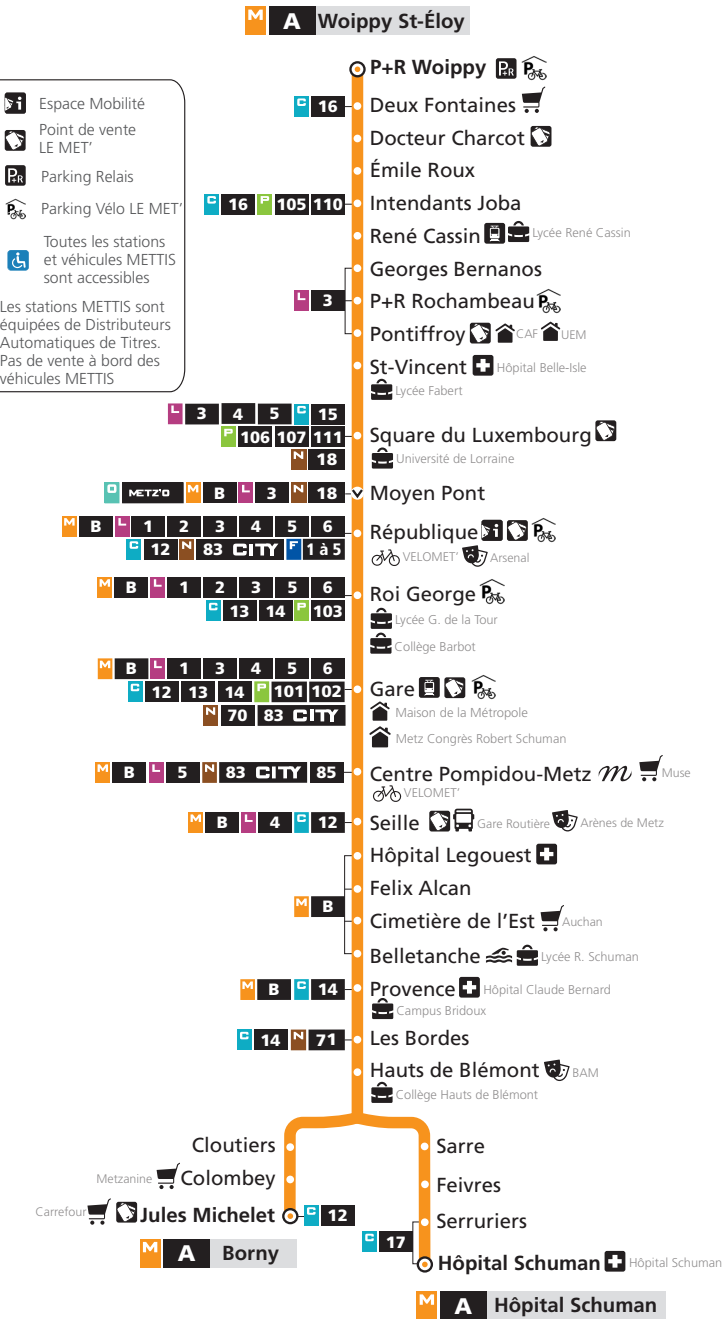 M A Woippy St-Éloy
P+R Woippy P+R P
i Espace Mobilité
Point de vente
LE MET'
P+R Parking Relais
P Parking Vélo LE MET'
Toutes les stations
et véhicules METTIS
sont accessibles
Les stations METTIS sont
équipées de Distributeurs
Automatiques de Titres.
Pas de vente à bord des
véhicules METTIS
C 16 Deux Fontaines
Docteur Charcot
Émile Roux
C 16 P 105 110 Intendants Joba
René Cassin Lycée René Cassin
Georges Bernanos
L 3 P+R Rochambeau P
Pontiffroy CAF UEM
St-Vincent Hôpital Belle-Isle
Lycée Fabert
L 3 4 5 C 15
P 106 107 111 Square du Luxembourg
N 18 Université de Lorraine
O METZ'O M B L 3 N 18 Moyen Pont
M B L 1 2 3 4 5 6 République i P
C 12 N 83 CITY F 1 à 5 VELOMET' Arsenal
M B L 1 2 3 5 6 Roi George P
C 13 14 P 103 Lycée G. de la Tour
Collège Barbot
M B L 1 3 4 5 6
C 12 13 14 P 101 102 Gare P
N 70 83 CITY Maison de la Métropole
Metz Congrès Robert Schuman
M B L 5 N 83 CITY 85 Centre Pompidou-Metz m Muse
VELOMET'
M B L 4 C 12 Seille Gare Routière Arènes de Metz
Hôpital Legouest
Felix Alcan
M B Cimetière de l'Est Auchan
Belletanche Lycée R. Schuman
M B C 14 Provence Hôpital Claude Bernard
Campus Bridoux
C 14 N 71 Les Bordes
Hauts de Blémont BAM
Collège Hauts de Blémont
Cloutiers
Metzanine Colombey
Carrefour Jules Michelet C 12
M A Borny
Sarre
Feivres
Serruriers
C 17
Hôpital Schuman Hôpital Schuman
M A Hôpital Schuman